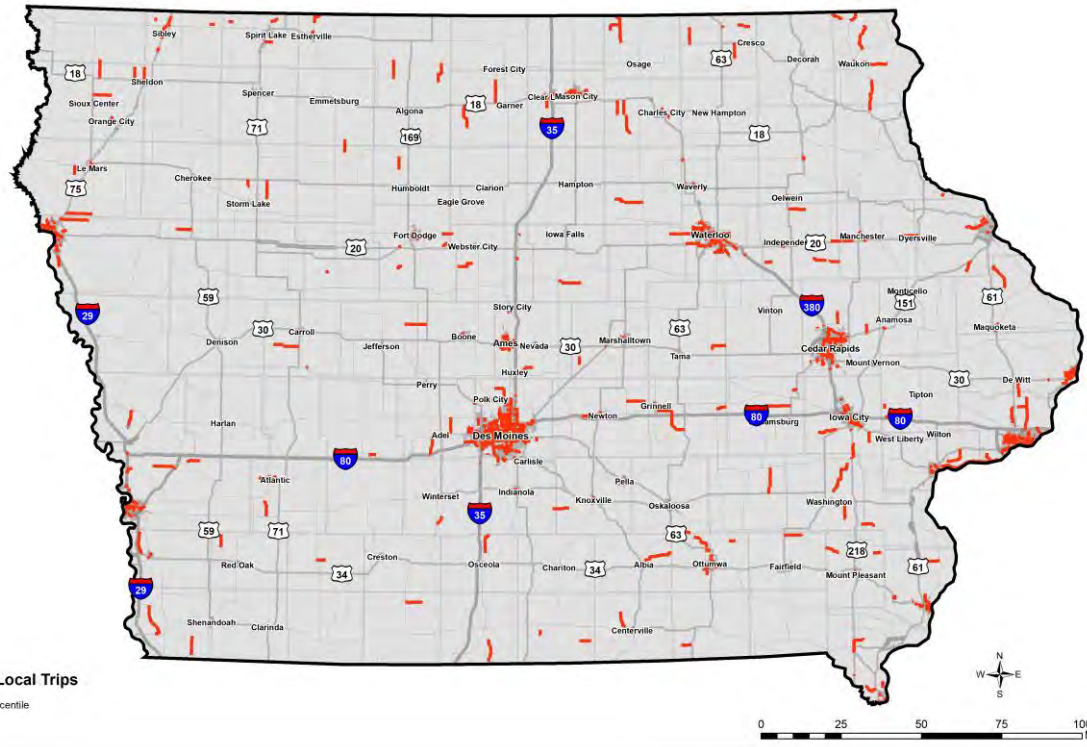 Sibley
Spirit Lake
Estherville
Cresco
Decorah
Waukon
Osage
Forest City
63
18
Sheldon
Sioux Center
Spencer
Emmetsburg
Algona
18
Garner
Clear L
Mason City
Charles City
New Hampton
Orange City
71
169
35
18
Le Mars
75
Cherokee
Storm Lake
Humboldt
Clarion
Eagle Grove
Hampton
Waverly
Oelwein
Fort Dodge
20
Webster City
Iowa Falls
Waterloo
Independen
20
Manchester
Dyersville
59
29
Story City
63
Vinton
380
Monticello
151
61
Anamosa
Maquoketa
30
Denison
Carroll
Jefferson
Boone
Ames
Nevada
30
Marshalltown
Tama
Cedar Rapids
Mount Vernon
30
De Witt
Huxley
Perry
Polk City
Tipton
Harlan
Adel
Des Moines
Newton
Grinnell
80
amsburg
Iowa City
80
West Liberty
Wilton
80
Carlisle
Atlantic
Winterset
Indianola
Knoxville
Pella
Oskaloosa
Washington
35
59
71
63
218
61
Red Oak
34
Creston
Osceola
Chariton
34
Albia
Ottumwa
Fairfield
Mount Pleasant
29
Shenandoah
Clarinda
Centerville
Local Trips
centile
N
W
E
S
0
25
50
75
100